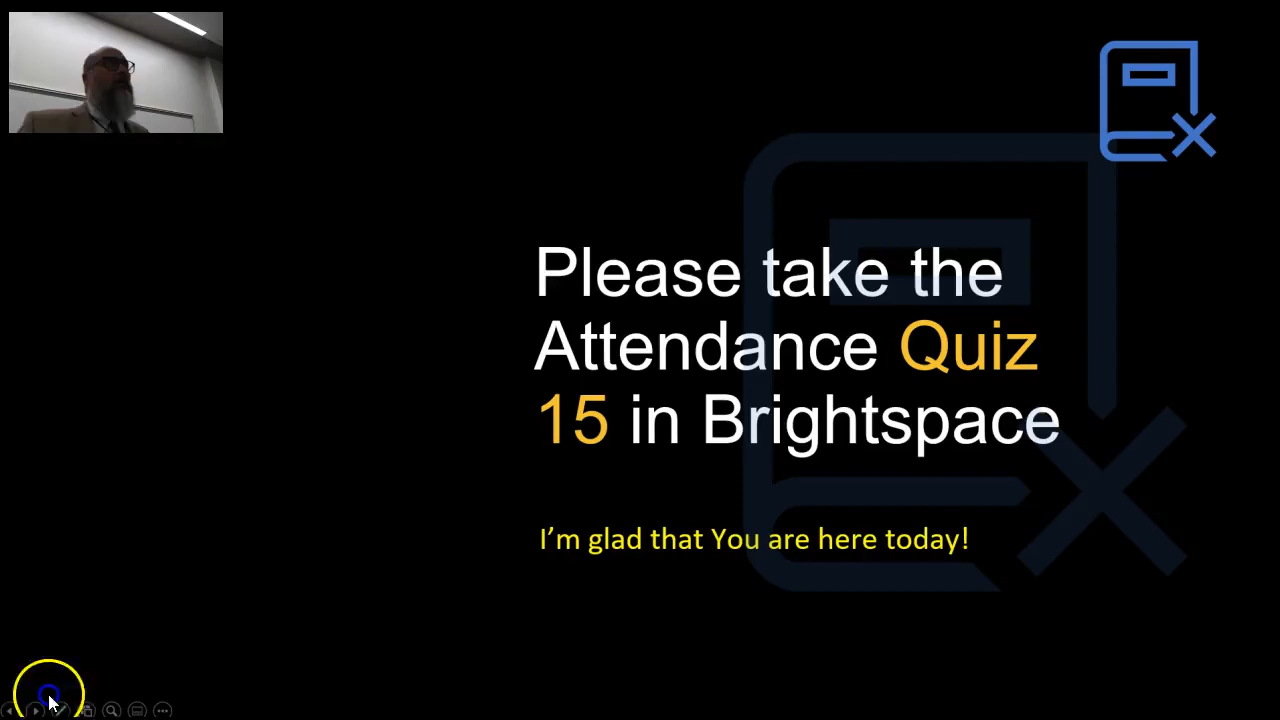 Please take the
Attendance Quiz
15 in Brightspace
I’m glad that You are here today!